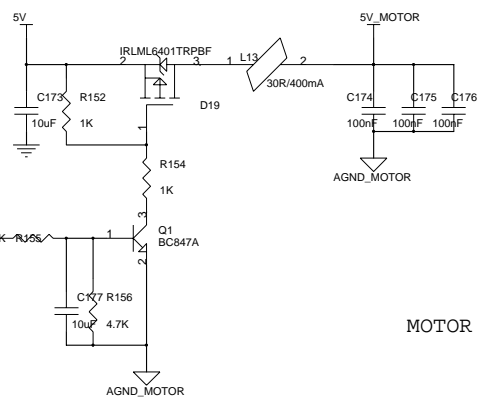 5V
5V_MOTOR
IRLML6401TRPBF
2
3
1
L13
2
30R/400mA
C173
R152
10uF
1K
D19
1
C174
C175
C176
100nF
100nF
100nF
R154
1K
AGND_MOTOR
3
Q1
BC847A
K
R155
1
2
C177
R156
10uF
4.7K
MOTOR
AGND_MOTOR